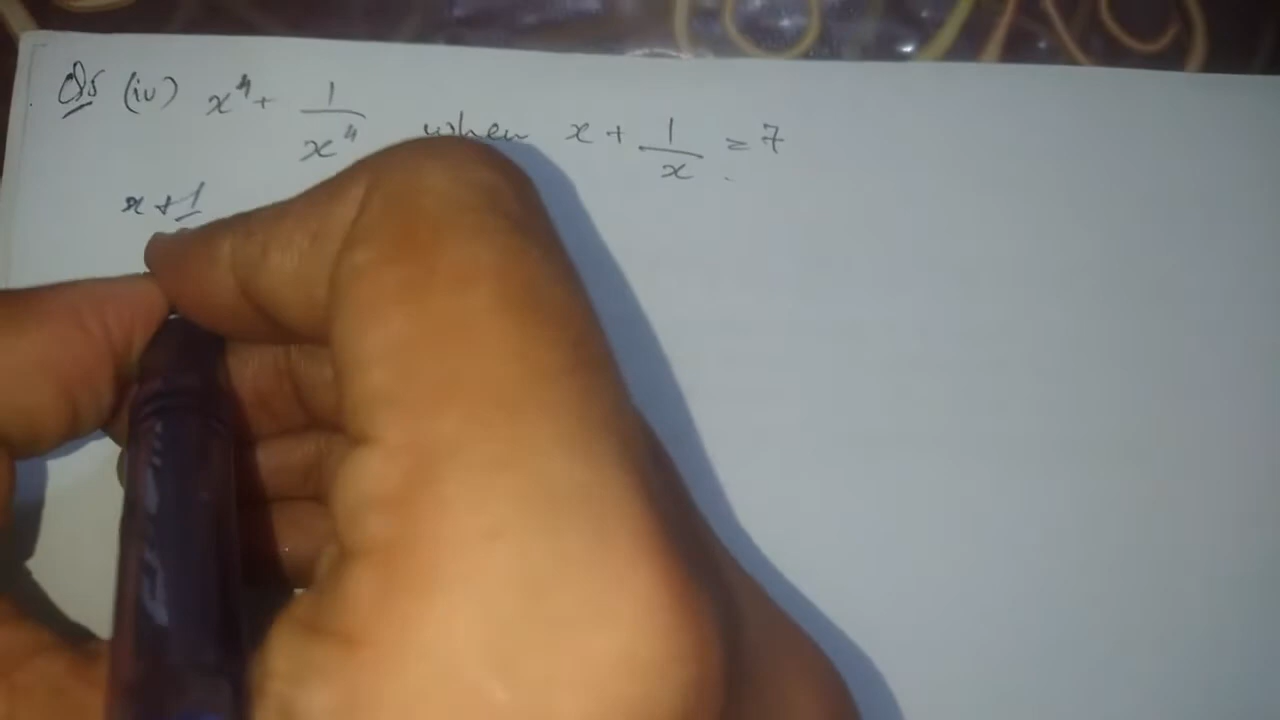 Q5 (iv) x⁴ + 1/x⁴ when x + 1/x = 7
x + 1